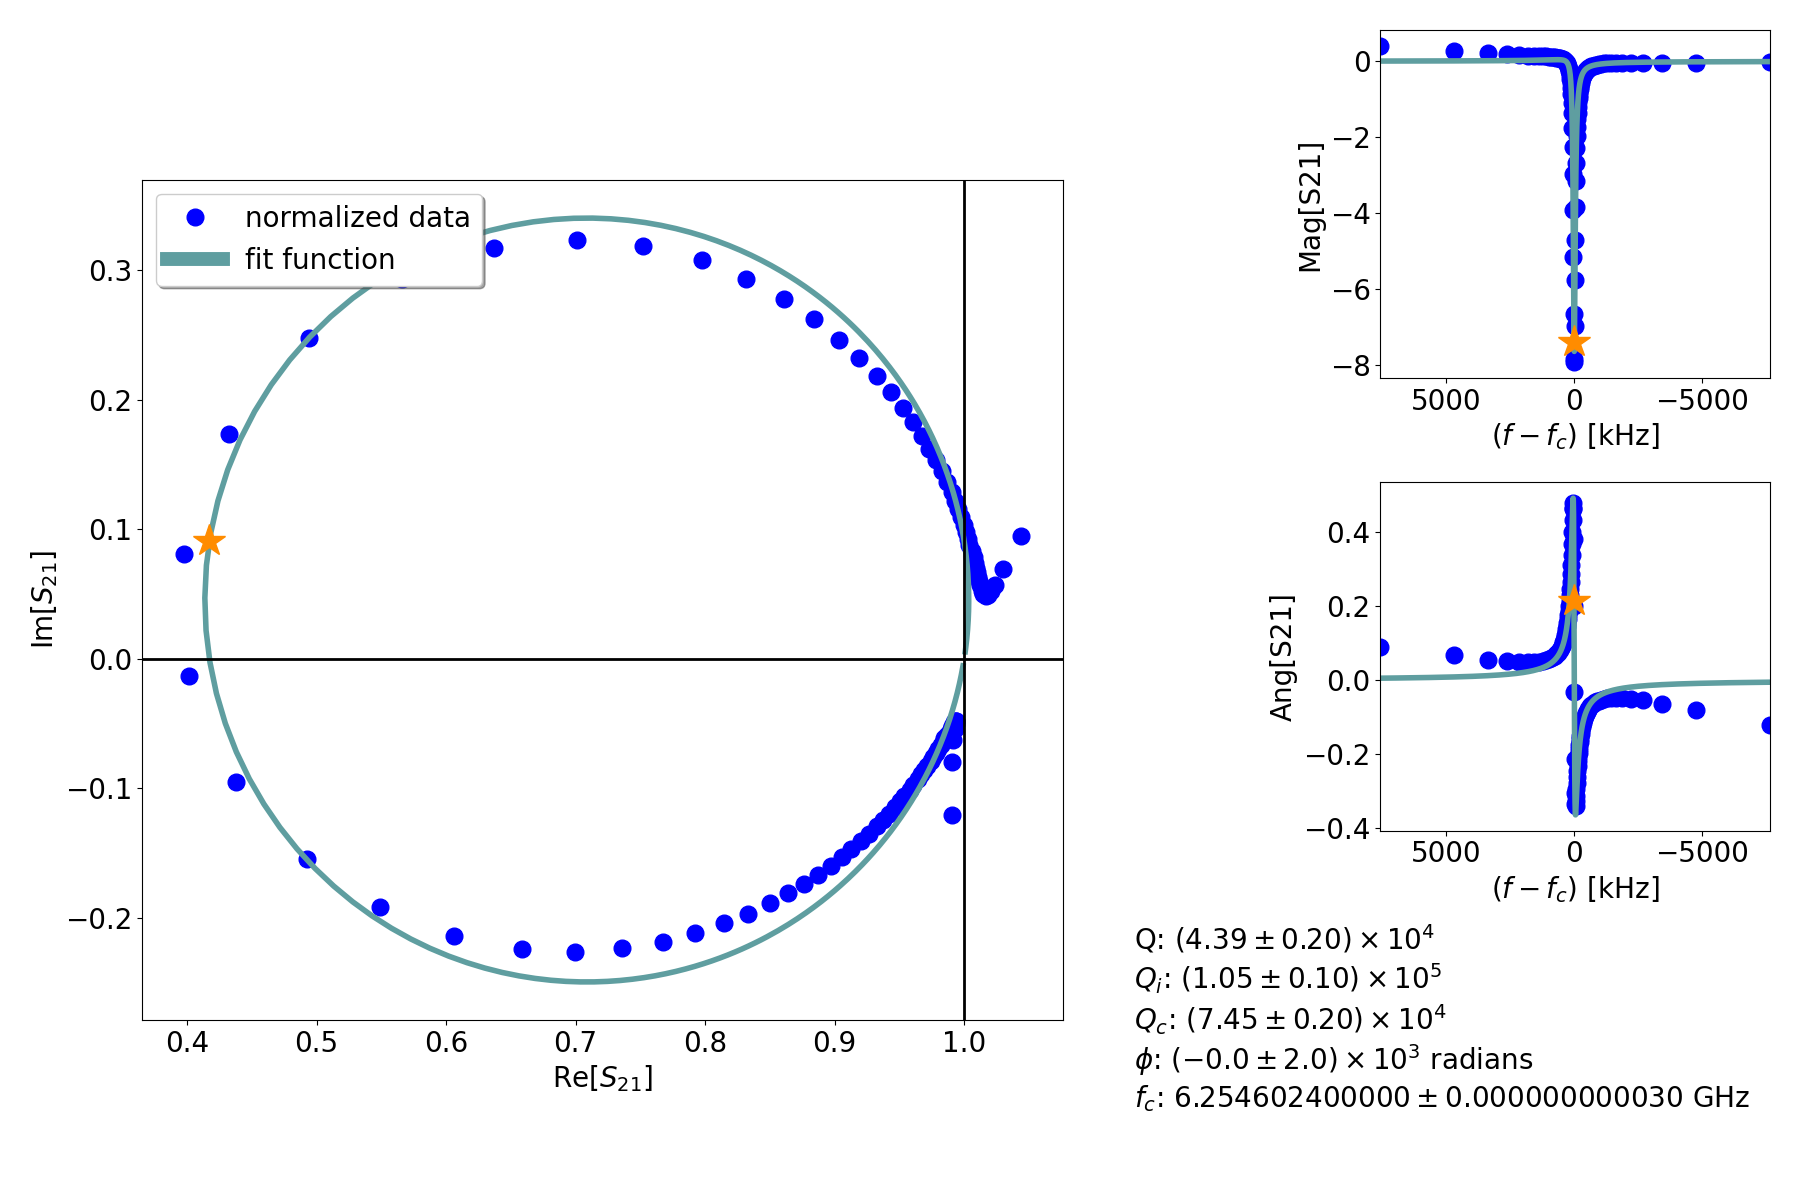 normalized data
fit function
0.3
0.2
0.1
0.0
−0.1
−0.2
Im[S21]
0.4 0.5 0.6 0.7 0.8 0.9 1.0
Re[S21]
0
−2
−4
−6
−8
Mag[S21]
5000 0 −5000
(f − fc) [kHz]
0.4
0.2
0.0
−0.2
−0.4
Ang[S21]
5000 0 −5000
(f − fc) [kHz]
Q: (4.39 ± 0.20) × 10^4
Qi: (1.05 ± 0.10) × 10^5
Qc: (7.45 ± 0.20) × 10^4
ϕ: (−0.0 ± 2.0) × 10^3 radians
fc: 6.254602400000 ± 0.000000000030 GHz